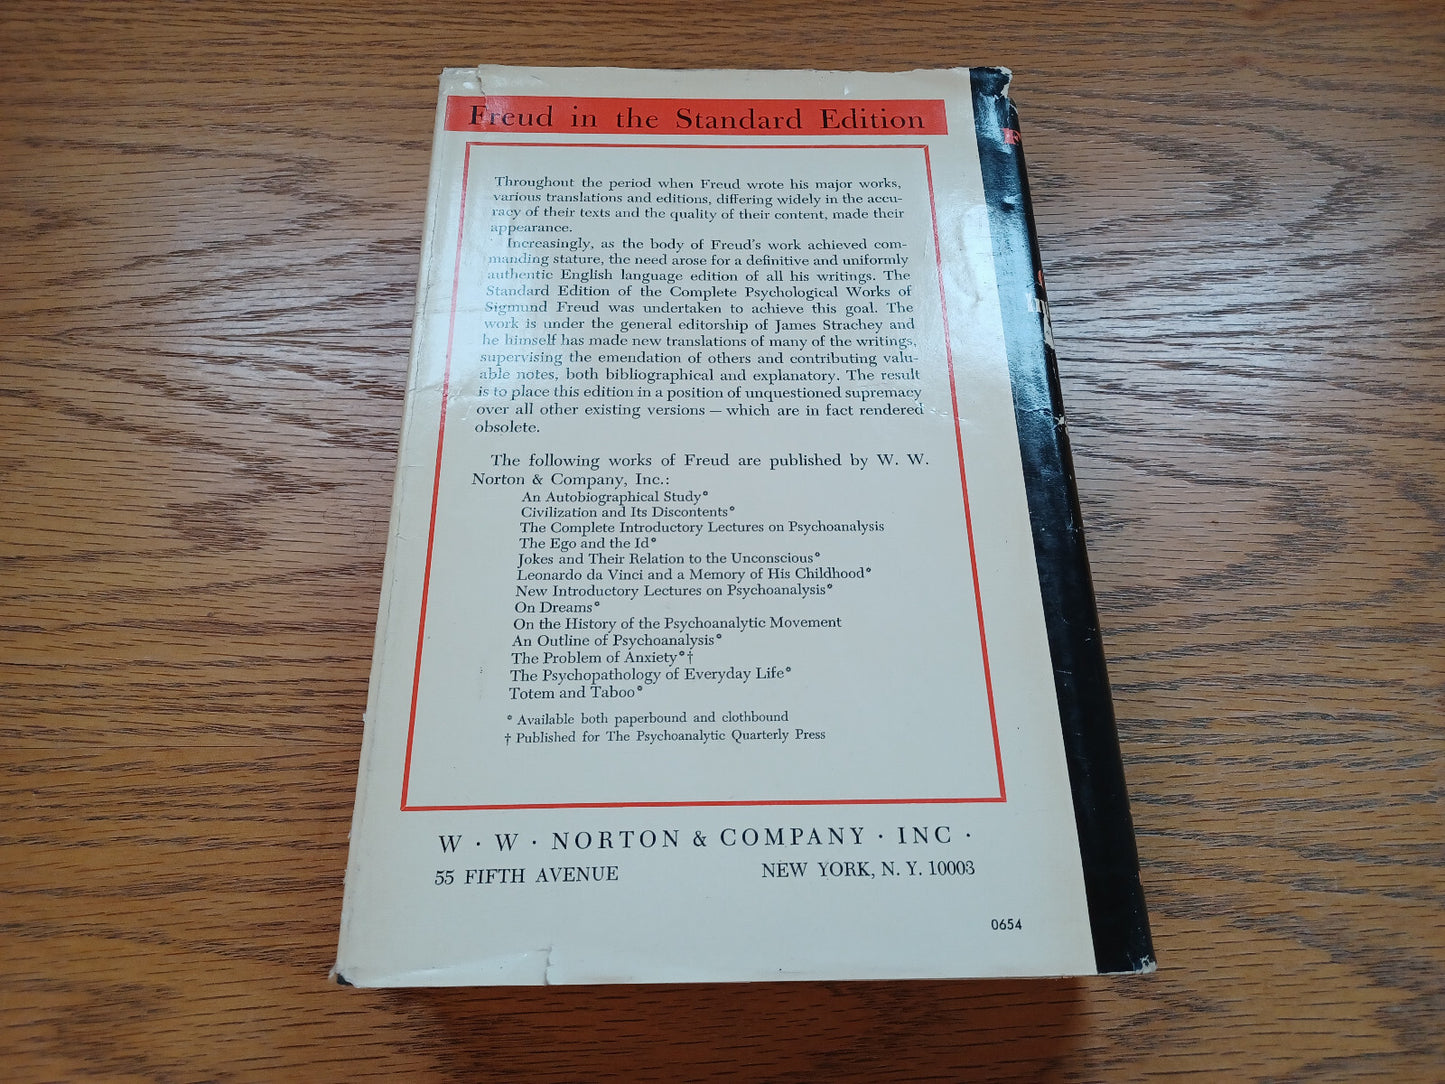 Freud in the Standard Edition
Throughout the period when Freud wrote his major works,
various translations and editions, differing widely in the accu-
racy of their texts and the quality of their content, made their
appearance.
Increasingly, as the body of Freud's work achieved com-
manding stature, the need arose for a definitive and uniformly
authentic English language edition of all his writings. The
Standard Edition of the Complete Psychological Works of
Sigmund Freud was undertaken to achieve this goal. The
work is under the general editorship of James Strachey and
he himself has made new translations of many of the writings,
supervising the emendation of others and contributing valu-
able notes, both bibliographical and explanatory. The result
is to place this edition in a position of unquestioned supremacy
over all other existing versions — which are in fact rendered
obsolete.
The following works of Freud are published by W. W.
Norton & Company, Inc.:
An Autobiographical Study*
Civilization and Its Discontents*
The Complete Introductory Lectures on Psychoanalysis
The Ego and the Id*
Jokes and Their Relation to the Unconscious*
Leonardo da Vinci and a Memory of His Childhood*
New Introductory Lectures on Psychoanalysis*
On Dreams*
On the History of the Psychoanalytic Movement
An Outline of Psychoanalysis*
The Problem of Anxiety*†
The Psychopathology of Everyday Life*
Totem and Taboo*
* Available both paperbound and clothbound
† Published for The Psychoanalytic Quarterly Press
W · W · NORTON & COMPANY · INC ·
55 FIFTH AVENUE NEW YORK, N. Y. 10003
0654